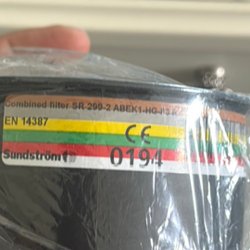 Combined filter SR-299-2 ABEK1-HG-P3 R
EN 14387
CE
Sundström
0194